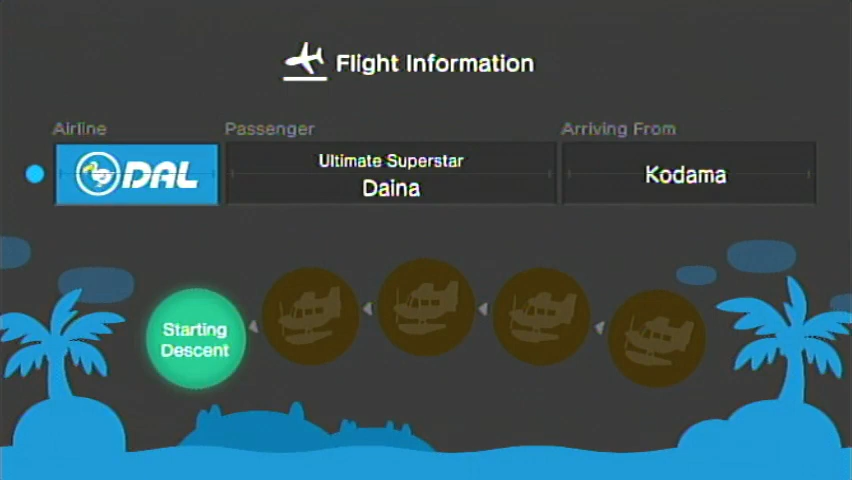 Flight Information
Airline
Passenger
Arriving From
DAL
Ultimate Superstar
Daina
Kodama
Starting
Descent